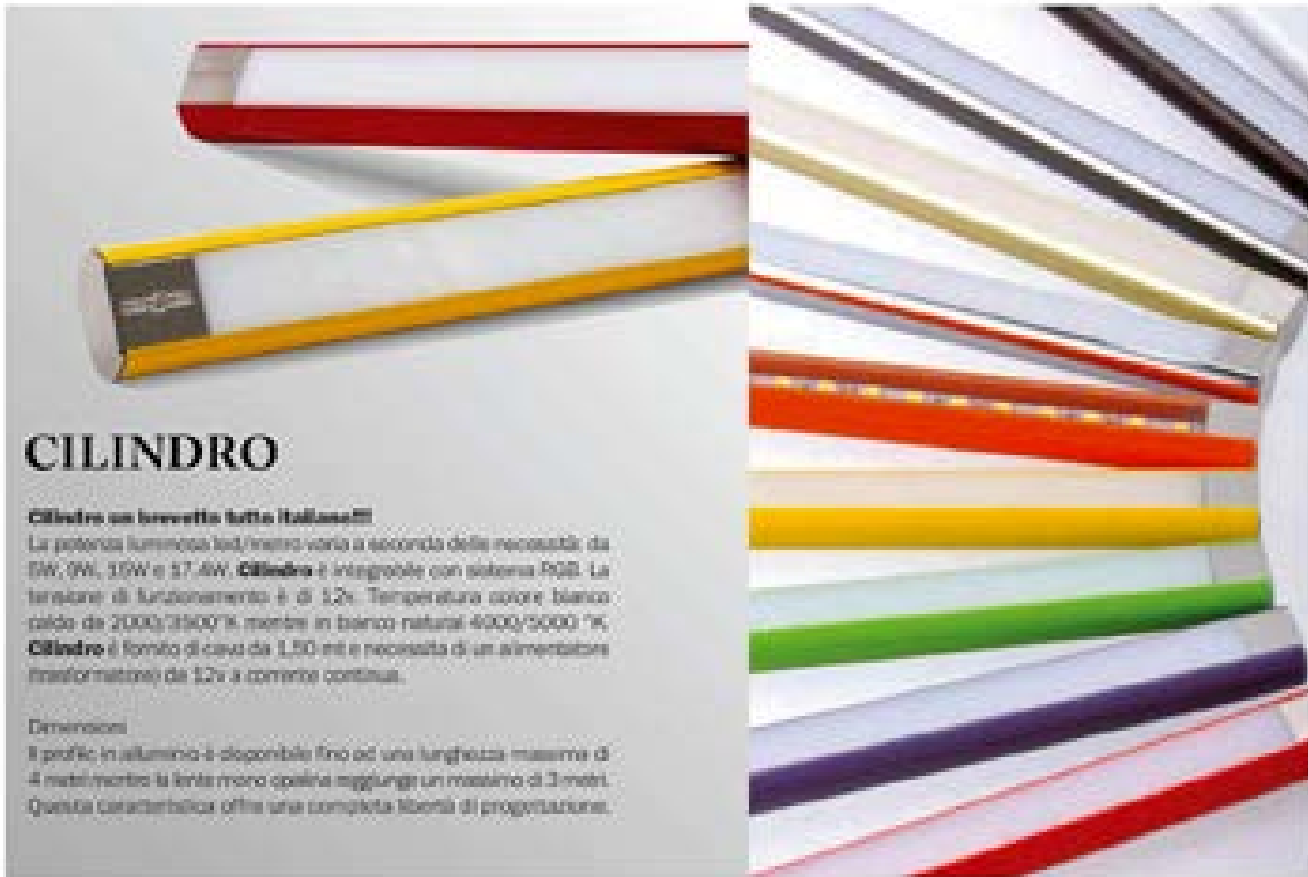 CILINDRO
Cilindro un brevetto tutto italiano!!!
La potenza luminosa led/metro varia a seconda delle necessità: da
5W, 9W, 15W e 17.4W. Cilindro è integrabile con sistema RGB. La
tensione di funzionamento è di 12v. Temperatura colore bianco
caldo da 2000/3500°K mentre in bianco natural 4000/5000 °K.
Cilindro è fornito di cavo da 1,50 mt e necessita di un alimentatore
(trasformatore) da 12v a corrente continua.
Dimensioni
Il profilo in alluminio è disponibile fino ad una lunghezza massima di
4 metri mentre la lente mono opalina raggiunge un massimo di 3 metri.
Questa caratteristica offre una completa libertà di progettazione.